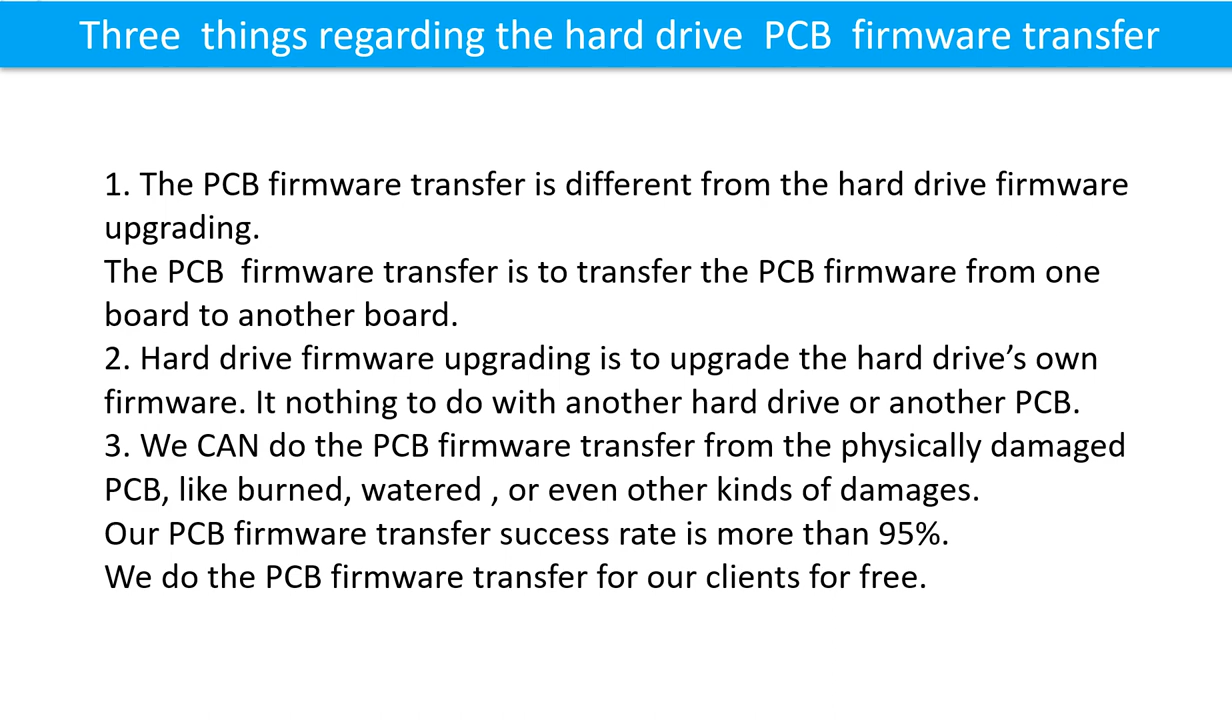 Three things regarding the hard drive PCB firmware transfer
1. The PCB firmware transfer is different from the hard drive firmware
upgrading.
The PCB firmware transfer is to transfer the PCB firmware from one
board to another board.
2. Hard drive firmware upgrading is to upgrade the hard drive’s own
firmware. It nothing to do with another hard drive or another PCB.
3. We CAN do the PCB firmware transfer from the physically damaged
PCB, like burned, watered , or even other kinds of damages.
Our PCB firmware transfer success rate is more than 95%.
We do the PCB firmware transfer for our clients for free.